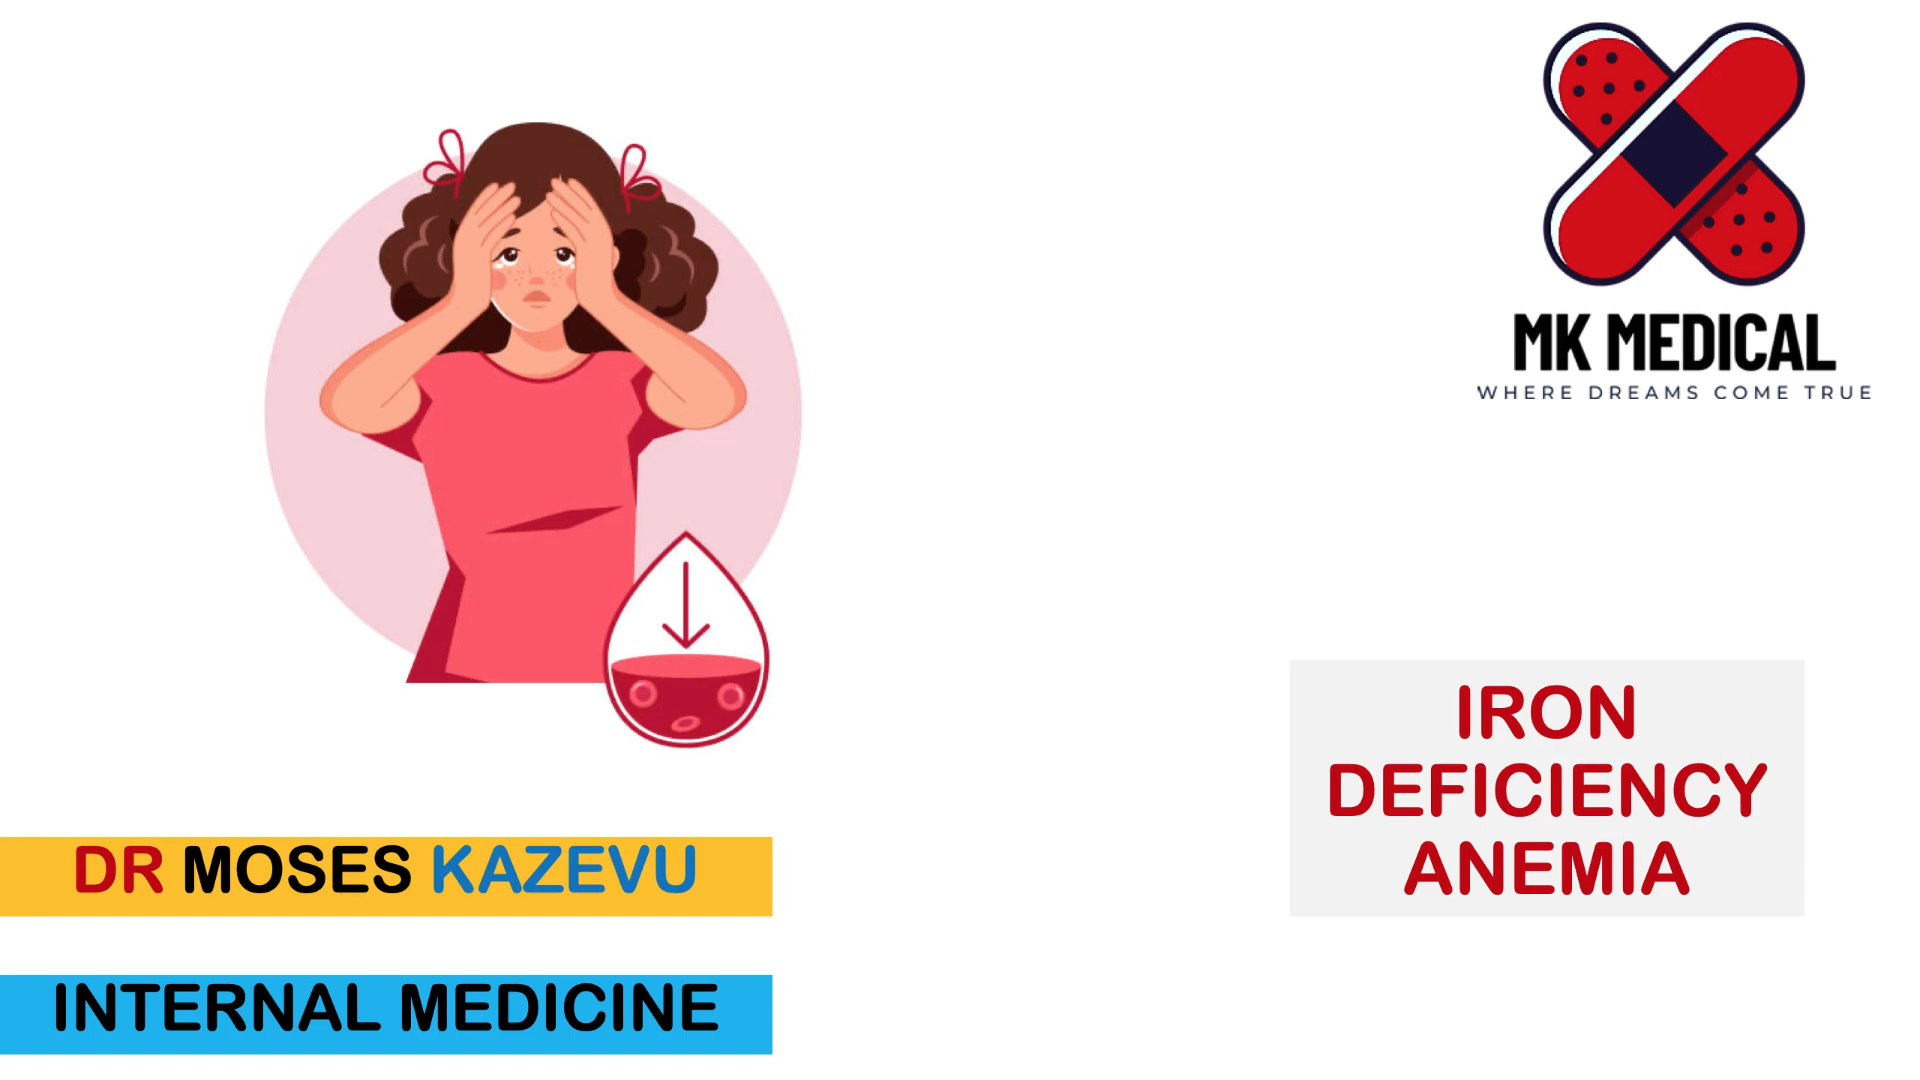 MK MEDICAL
WHERE DREAMS COME TRUE
IRON
DEFICIENCY
ANEMIA
DR MOSES KAZEVU
INTERNAL MEDICINE